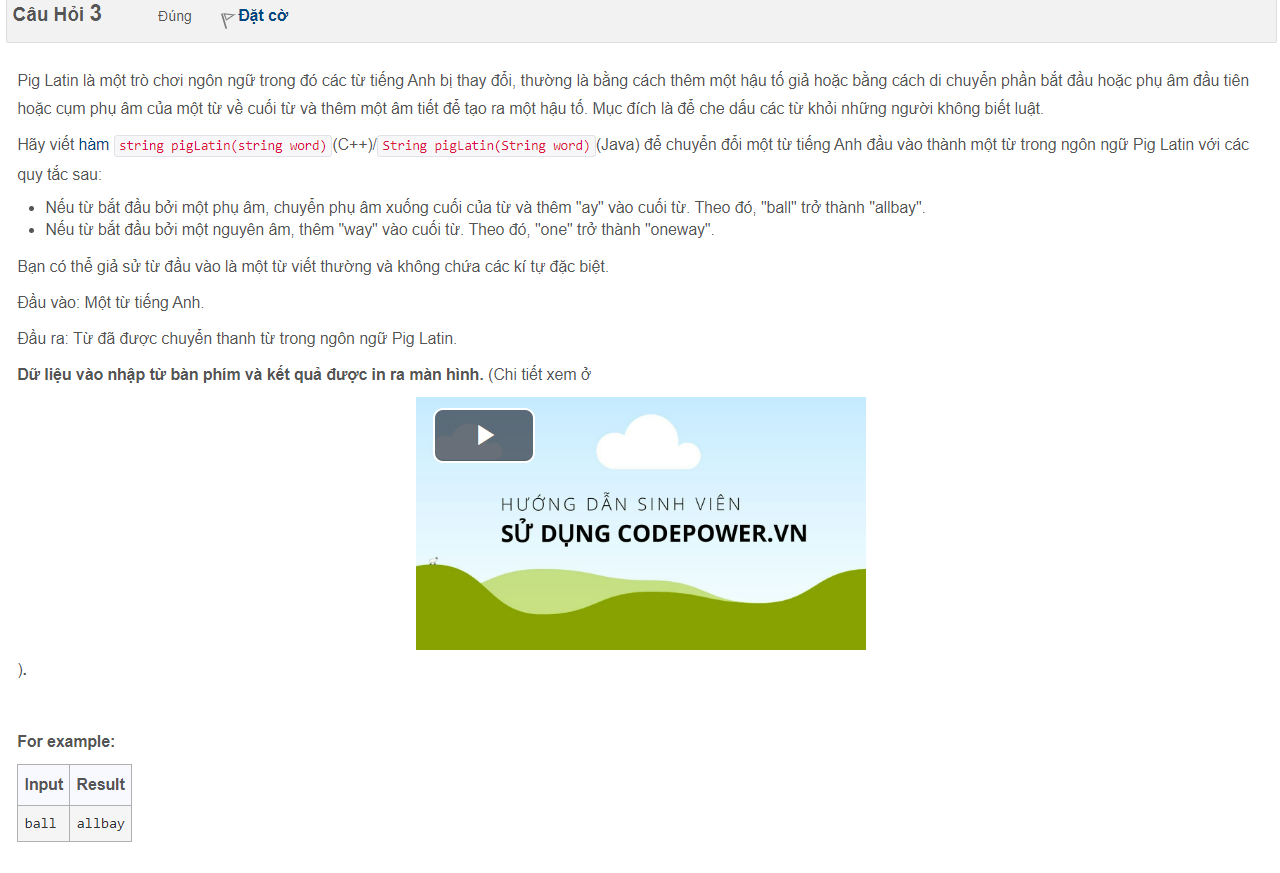 Câu Hỏi 3 Đúng Đặt cờ
Pig Latin là một trò chơi ngôn ngữ trong đó các từ tiếng Anh bị thay đổi, thường là bằng cách thêm một hậu tố giả hoặc bằng cách di chuyển phần bắt đầu hoặc phụ âm đầu tiên
hoặc cụm phụ âm của một từ về cuối từ và thêm một âm tiết để tạo ra một hậu tố. Mục đích là để che dấu các từ khỏi những người không biết luật.
Hãy viết hàm string pigLatin(string word) (C++)/ String pigLatin(String word) (Java) để chuyển đổi một từ tiếng Anh đầu vào thành một từ trong ngôn ngữ Pig Latin với các
quy tắc sau:
• Nếu từ bắt đầu bởi một phụ âm, chuyển phụ âm xuống cuối của từ và thêm "ay" vào cuối từ. Theo đó, "ball" trở thành "allbay".
• Nếu từ bắt đầu bởi một nguyên âm, thêm "way" vào cuối từ. Theo đó, "one" trở thành "oneway".
Bạn có thể giả sử từ đầu vào là một từ viết thường và không chứa các kí tự đặc biệt.
Đầu vào: Một từ tiếng Anh.
Đầu ra: Từ đã được chuyển thanh từ trong ngôn ngữ Pig Latin.
Dữ liệu vào nhập từ bàn phím và kết quả được in ra màn hình. (Chi tiết xem ở
HƯỚNG DẪN SINH VIÊN
SỬ DỤNG CODEPOWER.VN
).
For example:
Input Result
ball allbay